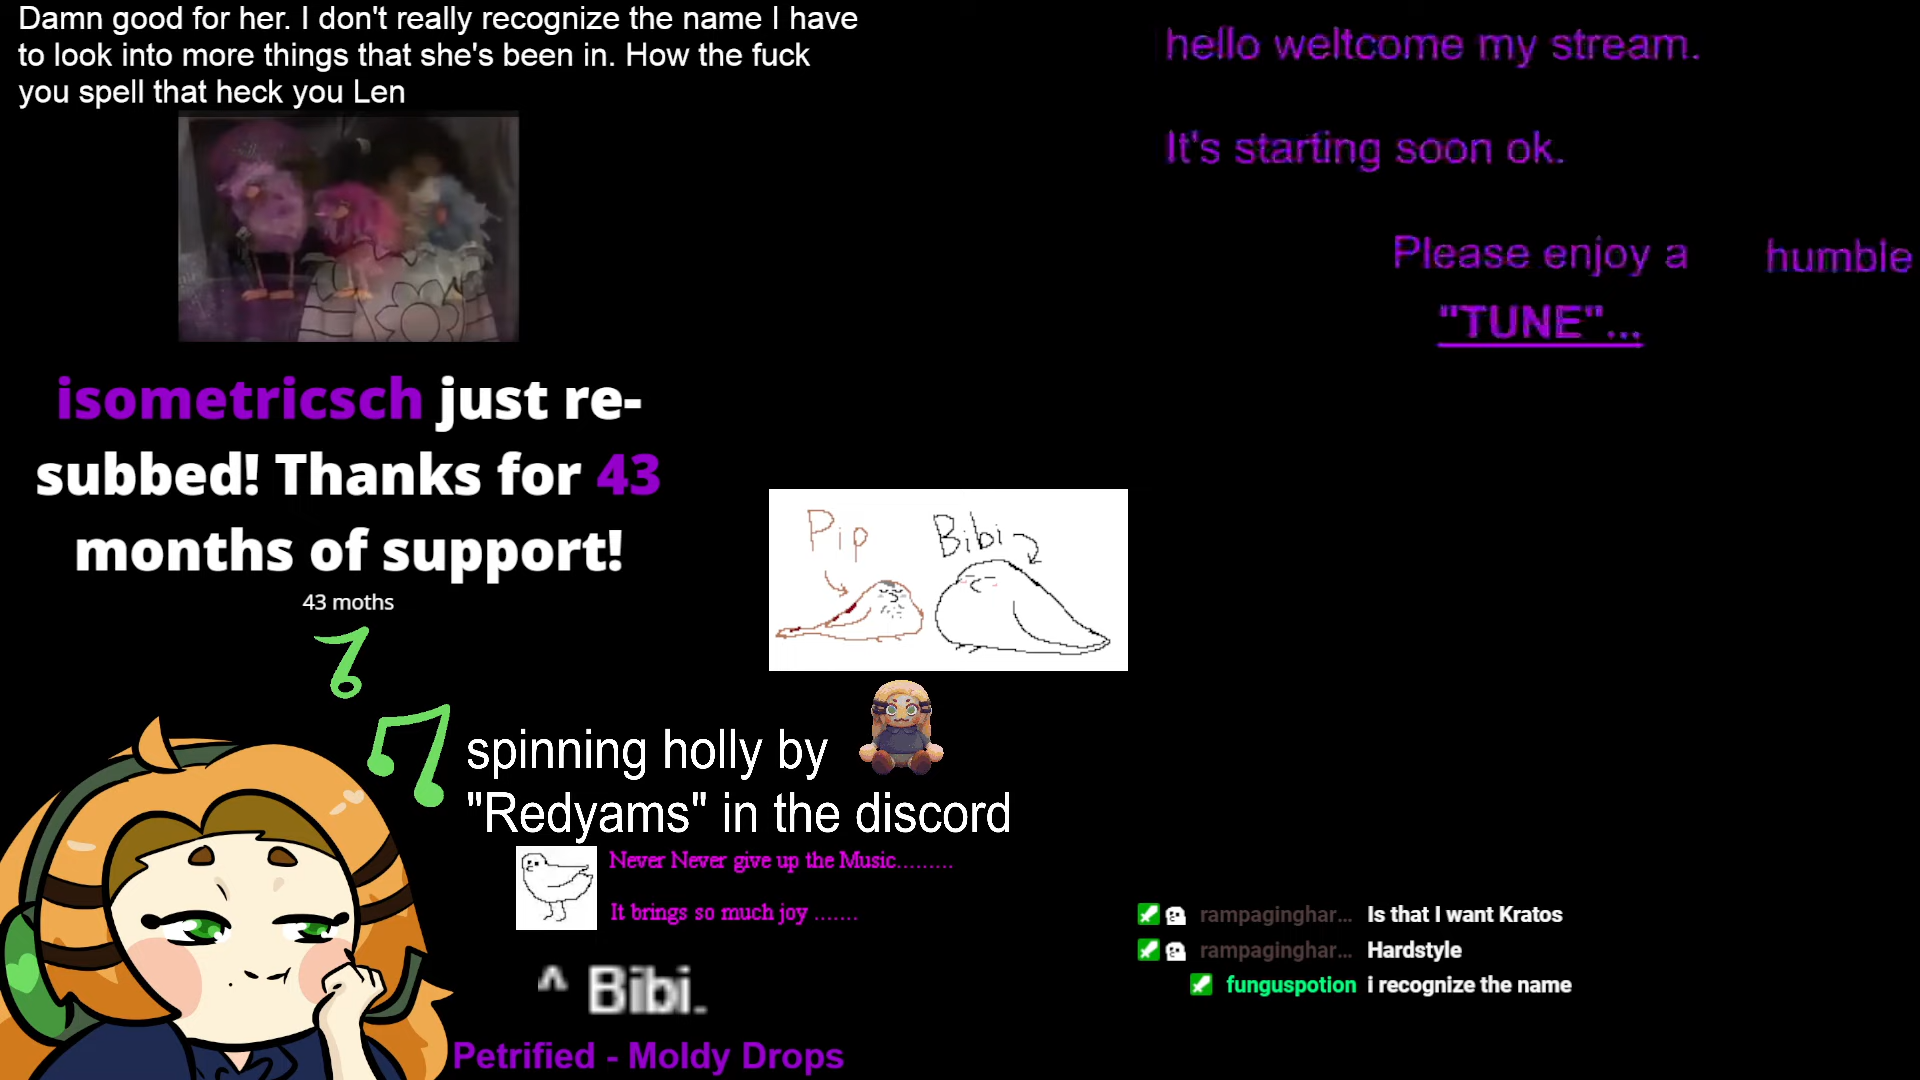 Damn good for her. I don't really recognize the name I have
to look into more things that she's been in. How the fuck
you spell that heck you Len
hello weltcome my stream.
It's starting soon ok.
Please enjoy a humble
"TUNE"...
isometricsch just re-
subbed! Thanks for 43
months of support!
43 moths
Pip
Bibi
spinning holly by
"Redyams" in the discord
Never Never give up the Music.........
It brings so much joy .......
^ Bibi.
Petrified - Moldy Drops
rampaginghar... Is that I want Kratos
rampaginghar... Hardstyle
funguspotion i recognize the name